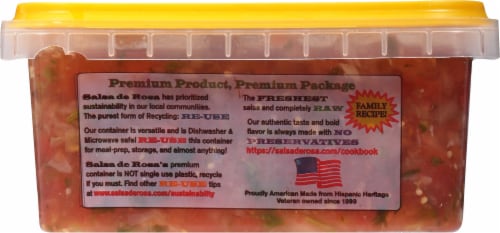 Premium Product, Premium Package
Salsa de Rosa has prioritized
sustainability in our local communities.
The purest form of Recycling: RE-USE
Our container is versatile and is Dishwasher &
Microwave safe! RE-USE this container
for meal-prep, storage, and almost anything!
Salsa de Rosa's premium
container is NOT single use plastic, recycle
if you must. Find other RE-USE tips
at www.salsaderosa.com/sustainabilty
The FRESHEST
salsa and completely RAW
Our authentic taste and bold
flavor is always made with NO
PRESERVATIVES
https://salsaderosa.com/cookbook
FAMILY
RECIPE!
Proudly American Made from Hispanic Heritage
Veteran owned since 1999